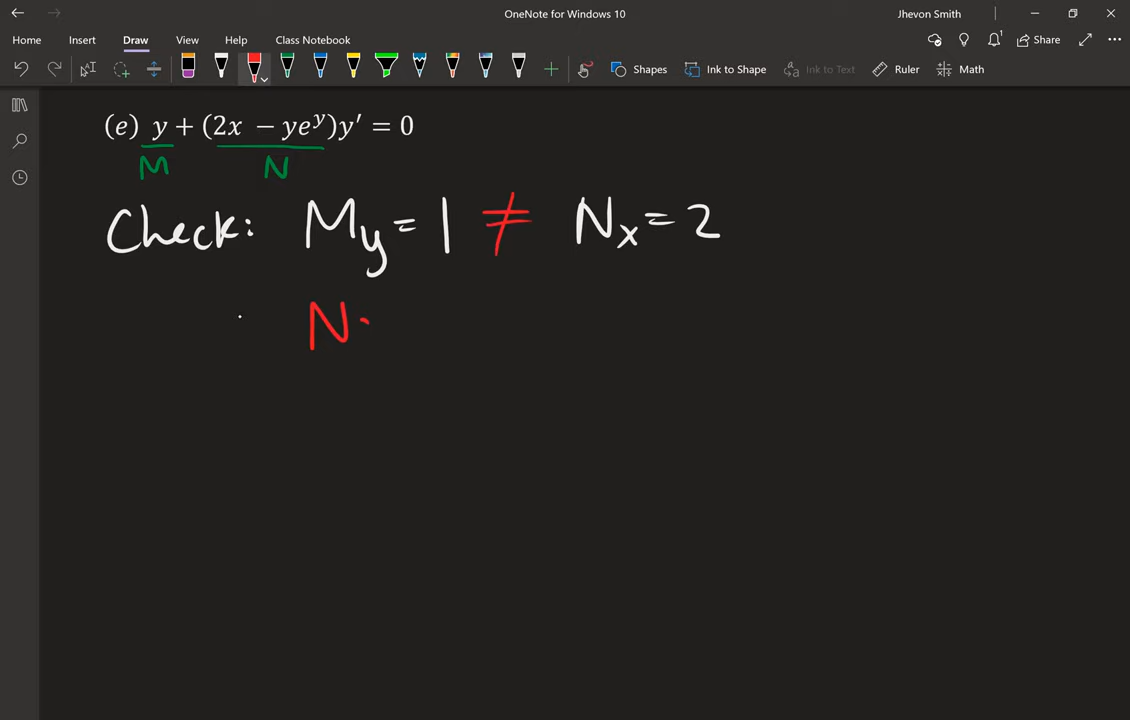 OneNote for Windows 10
Jhevon Smith
Home Insert Draw View Help Class Notebook
1 Share
Shapes Ink to Shape Ink to Text Ruler Math
(e) y + (2x − ye^y)y′ = 0
M N
Check: M_y = 1 ≠ N_x = 2
N